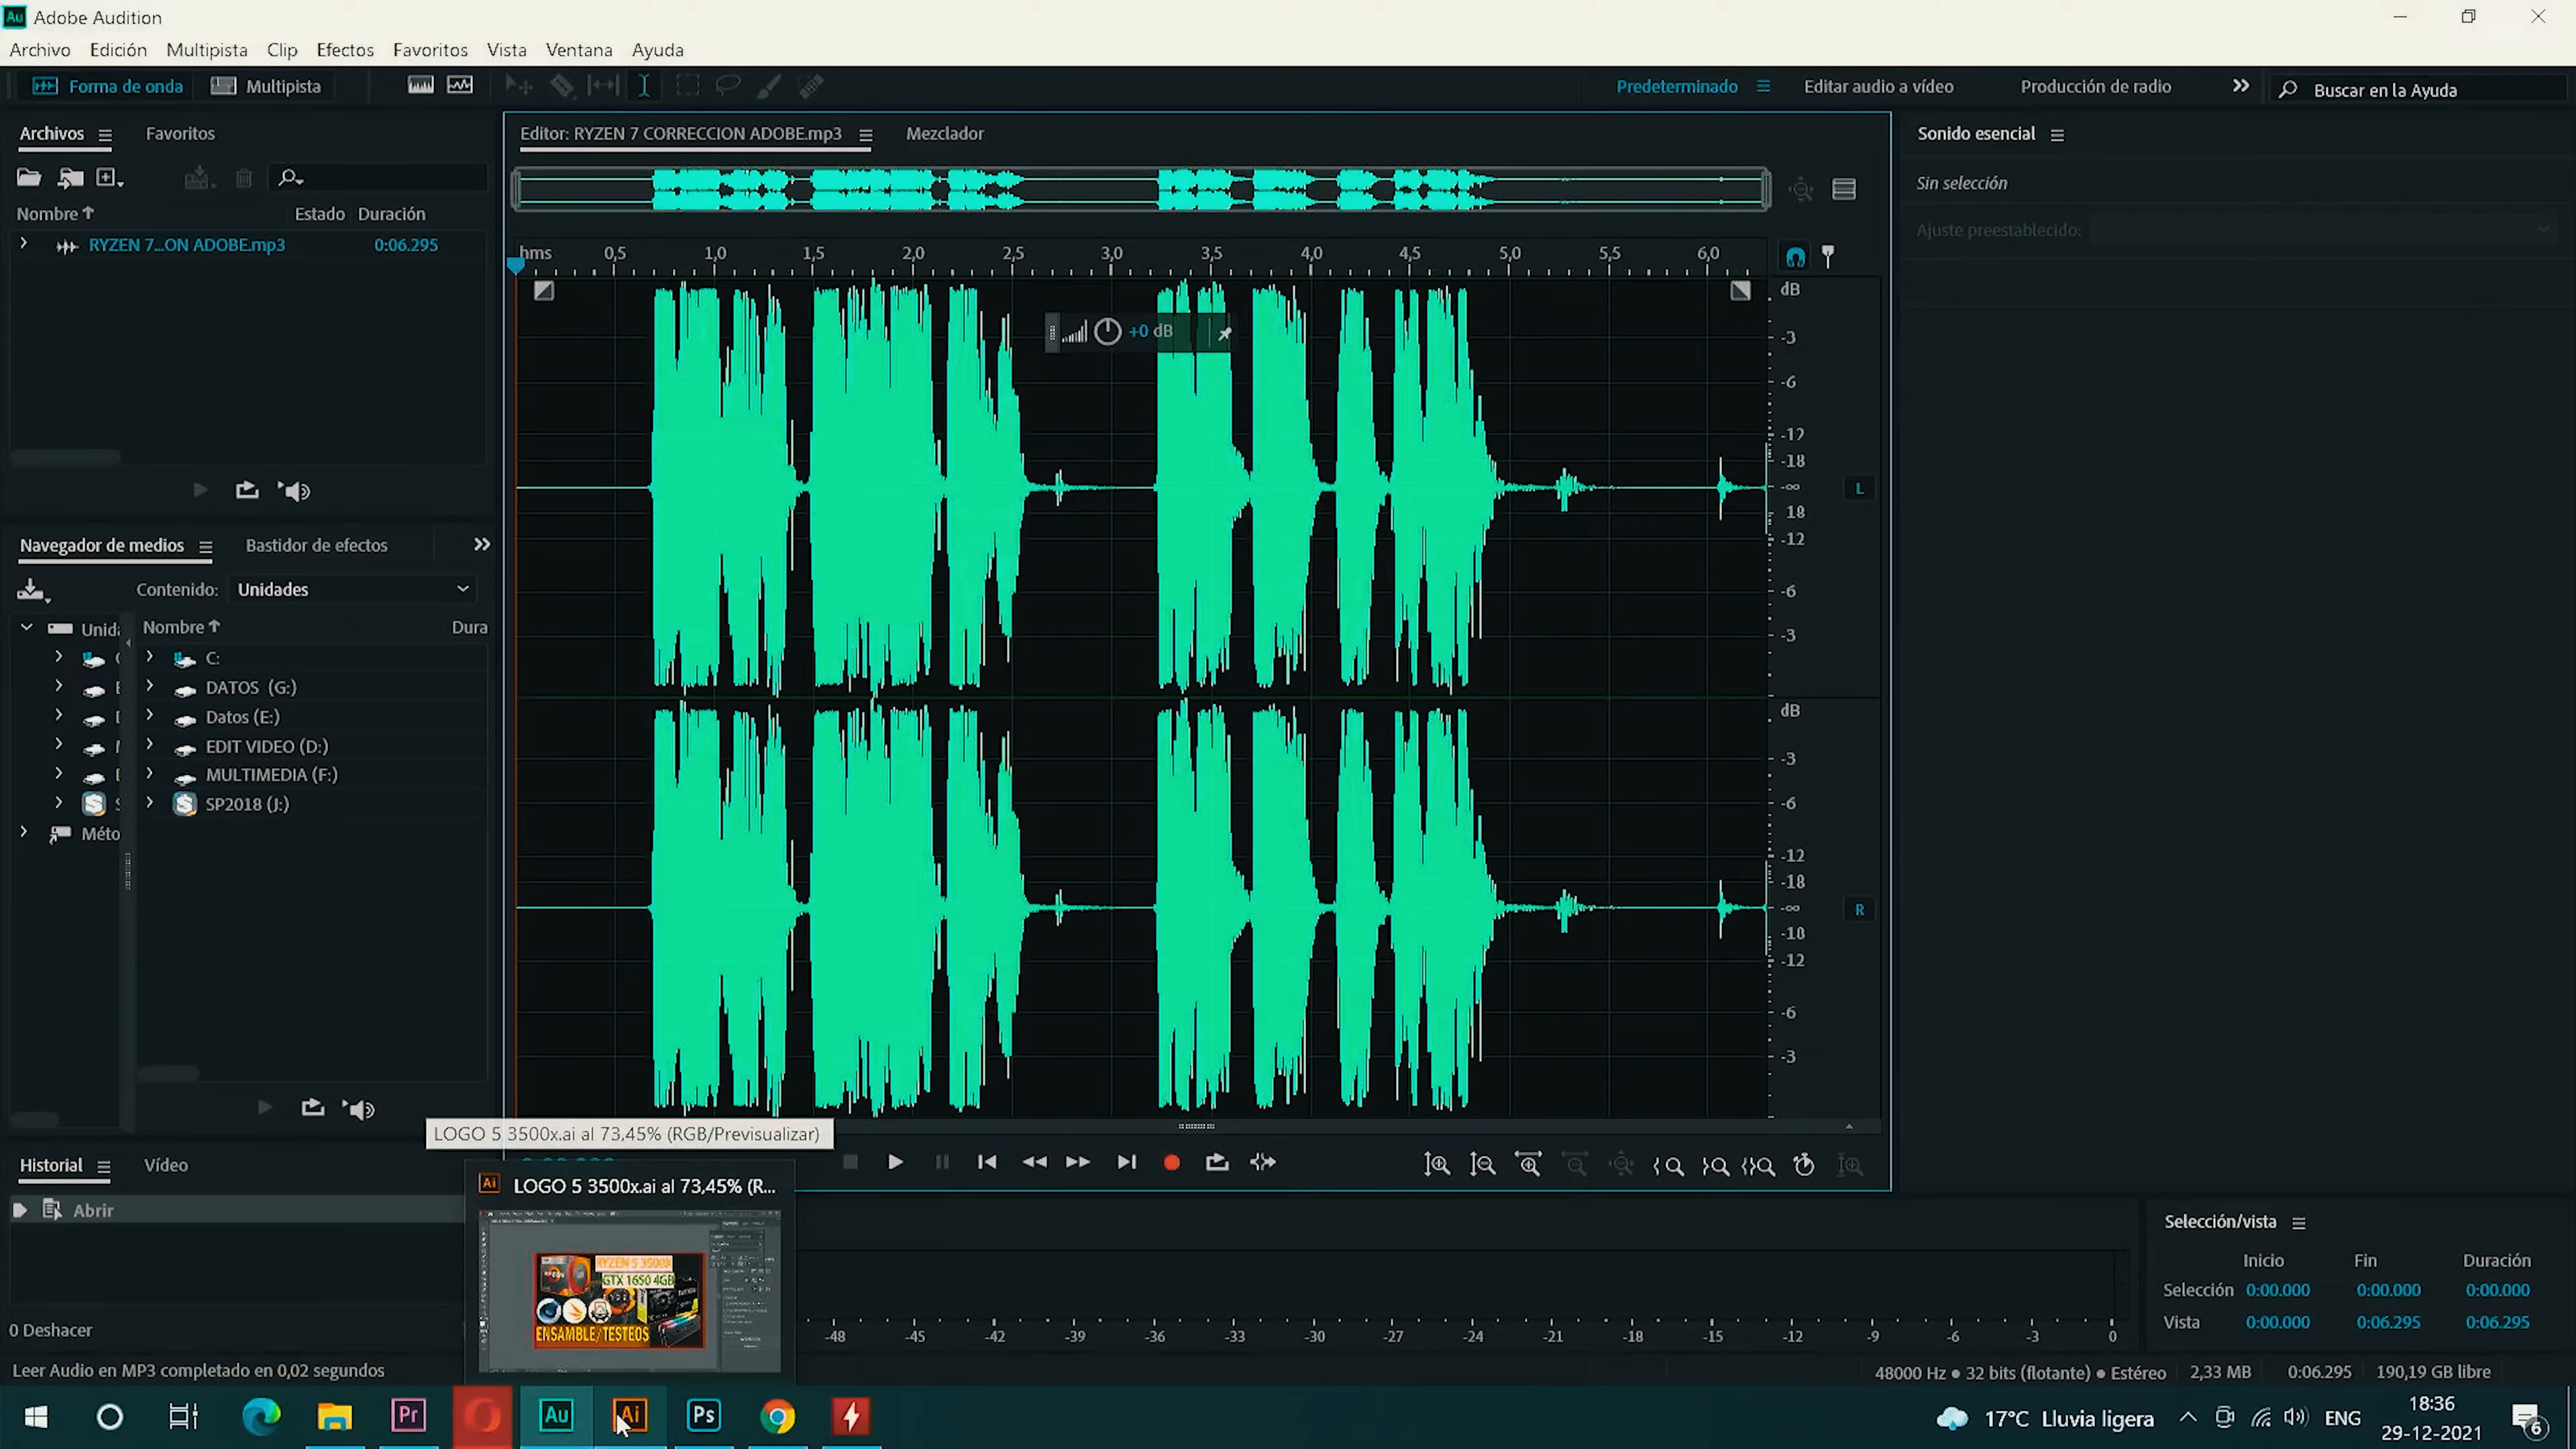 Adobe Audition
Archivo Edición Multipista Clip Efectos Favoritos Vista Ventana Ayuda
Forma de onda Multipista Predeterminado Editar audio a vídeo Producción de radio Buscar en la Ayuda
Archivos Favoritos
Nombre Estado Duración
RYZEN 7...ON ADOBE.mp3 0:06.295
Editor: RYZEN 7 CORRECCION ADOBE.mp3 Mezclador
hms 0,5 1,0 1,5 2,0 2,5 3,0 3,5 4,0 4,5 5,0 5,5 6,0
+0 dB
dB
-3
-6
-12
-18
-∞
18
-12
-6
-3
L
dB
-3
-6
-12
-18
-∞
-18
-12
-6
-3
R
Sonido esencial
Sin selección
Ajuste preestablecido:
Navegador de medios Bastidor de efectos
Contenido: Unidades
Unid
Méto
Nombre Dura
C:
DATOS (G:)
Datos (E:)
EDIT VIDEO (D:)
MULTIMEDIA (F:)
SP2018 (J:)
LOGO 5 3500x.ai al 73,45% (RGB/Previsualizar)
LOGO 5 3500x.ai al 73,45% (R...
RYZEN 5 3500X
GTX 1650 4GB
ENSAMBLE/TESTEOS
Historial Vídeo
Abrir
0 Deshacer
Leer Audio en MP3 completado en 0,02 segundos
-48 -45 -42 -39 -36 -33 -30 -27 -24 -21 -18 -15 -12 -9 -6 -3 0
Selección/vista
Inicio Fin Duración
Selección 0:00.000 0:00.000 0:00.000
Vista 0:00.000 0:06.295 0:06.295
48000 Hz ● 32 bits (flotante) ● Estéreo 2,33 MB 0:06.295 190,19 GB libre
Pr Au Ai Ps
17°C Lluvia ligera ENG
18:36
29-12-2021
6